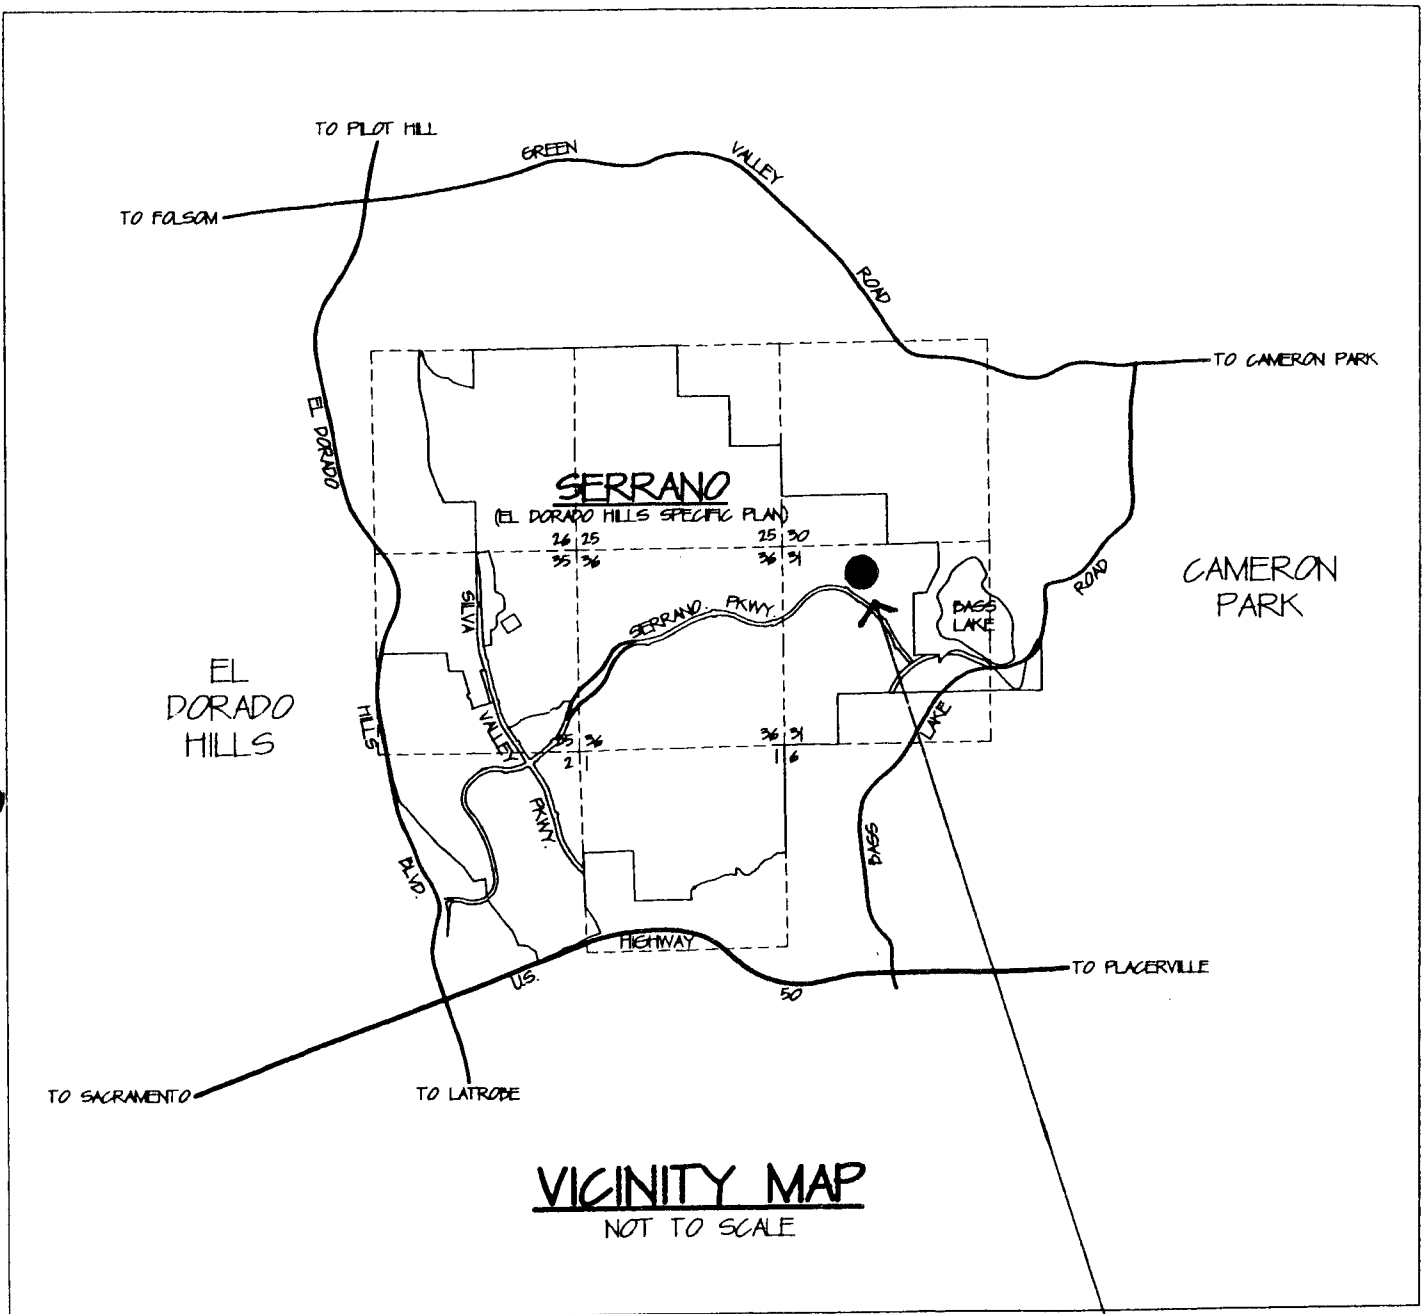 TO PILOT HILL
GREEN
VALLEY
TO FOLSOM
ROAD
TO CAMERON PARK
EL DORADO
SERRANO
(EL DORADO HILLS SPECIFIC PLAN)
26 25
35 36
25 30
36 31
ROAD
CAMERON
PARK
SILVA
SERRANO PKWY.
BASS
LAKE
EL
DORADO
HILLS
HILLS
VALLEY
LAKE
35 36
2 1
36 31
1 6
PKWY.
BASS
BLVD.
HIGHWAY
U.S.
50
TO PLACERVILLE
TO SACRAMENTO
TO LATROBE
VICINITY MAP
NOT TO SCALE